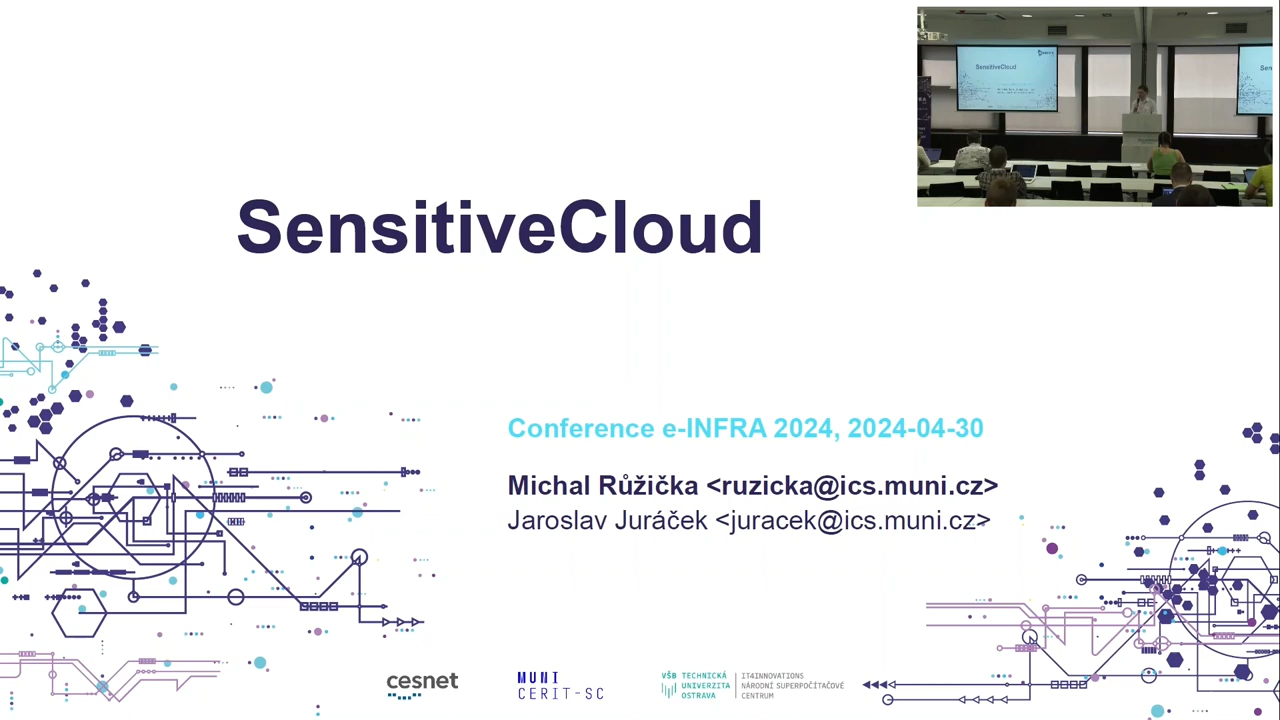 SensitiveCloud
Conference e-INFRA 2024, 2024-04-30
Michal Růžička <ruzicka@ics.muni.cz>
Jaroslav Juráček <juracek@ics.muni.cz>
cesnet
MUNI
CERIT-SC
VŠB TECHNICKÁ
UNIVERZITA
OSTRAVA
IT4INNOVATIONS
NÁRODNÍ SUPERPOČÍTAČOVÉ
CENTRUM
SensitiveCloud